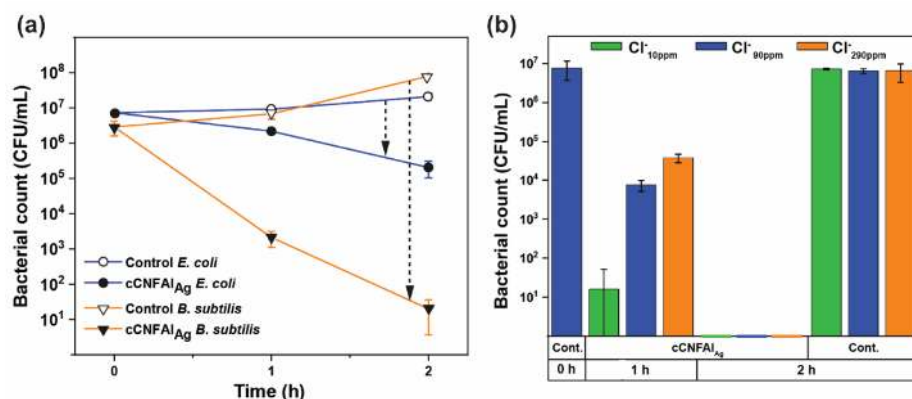 (a)
Bacterial count (CFU/mL)
10⁸
10⁷
10⁶
10⁵
10⁴
10³
10²
10¹
Control E. coli
cCNFAl_Ag E. coli
Control B. subtilis
cCNFAl_Ag B. subtilis
0 1 2
Time (h)
(b)
Cl⁻10ppm Cl⁻90ppm Cl⁻290ppm
Bacterial count (CFU/mL)
10⁷
10⁶
10⁵
10⁴
10³
10²
10¹
Cont. cCNFAl_Ag Cont.
0 h 1 h 2 h